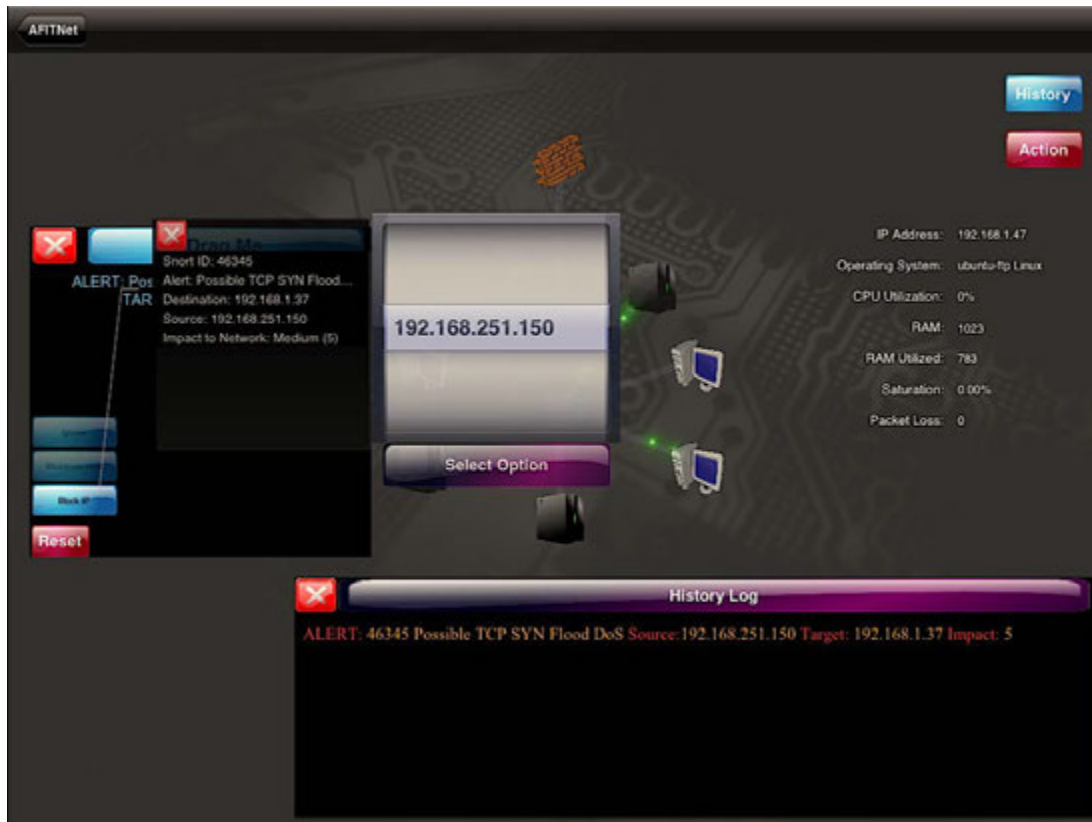 AFITNet
History
Action
IP Address: 192.168.1.47
Operating System: ubuntu-ftp Linux
CPU Utilization: 0%
RAM: 1023
RAM Utilized: 783
Saturation: 0.00%
Packet Loss: 0
Drag Me
Snort ID: 46345
Alert: Possible TCP SYN Flood...
Destination: 192.168.1.37
Source: 192.168.251.150
Impact to Network: Medium (5)
ALERT: Pos
TAR
Block IP
Reset
192.168.251.150
Select Option
History Log
ALERT: 46345 Possible TCP SYN Flood DoS Source:192.168.251.150 Target: 192.168.1.37 Impact: 5